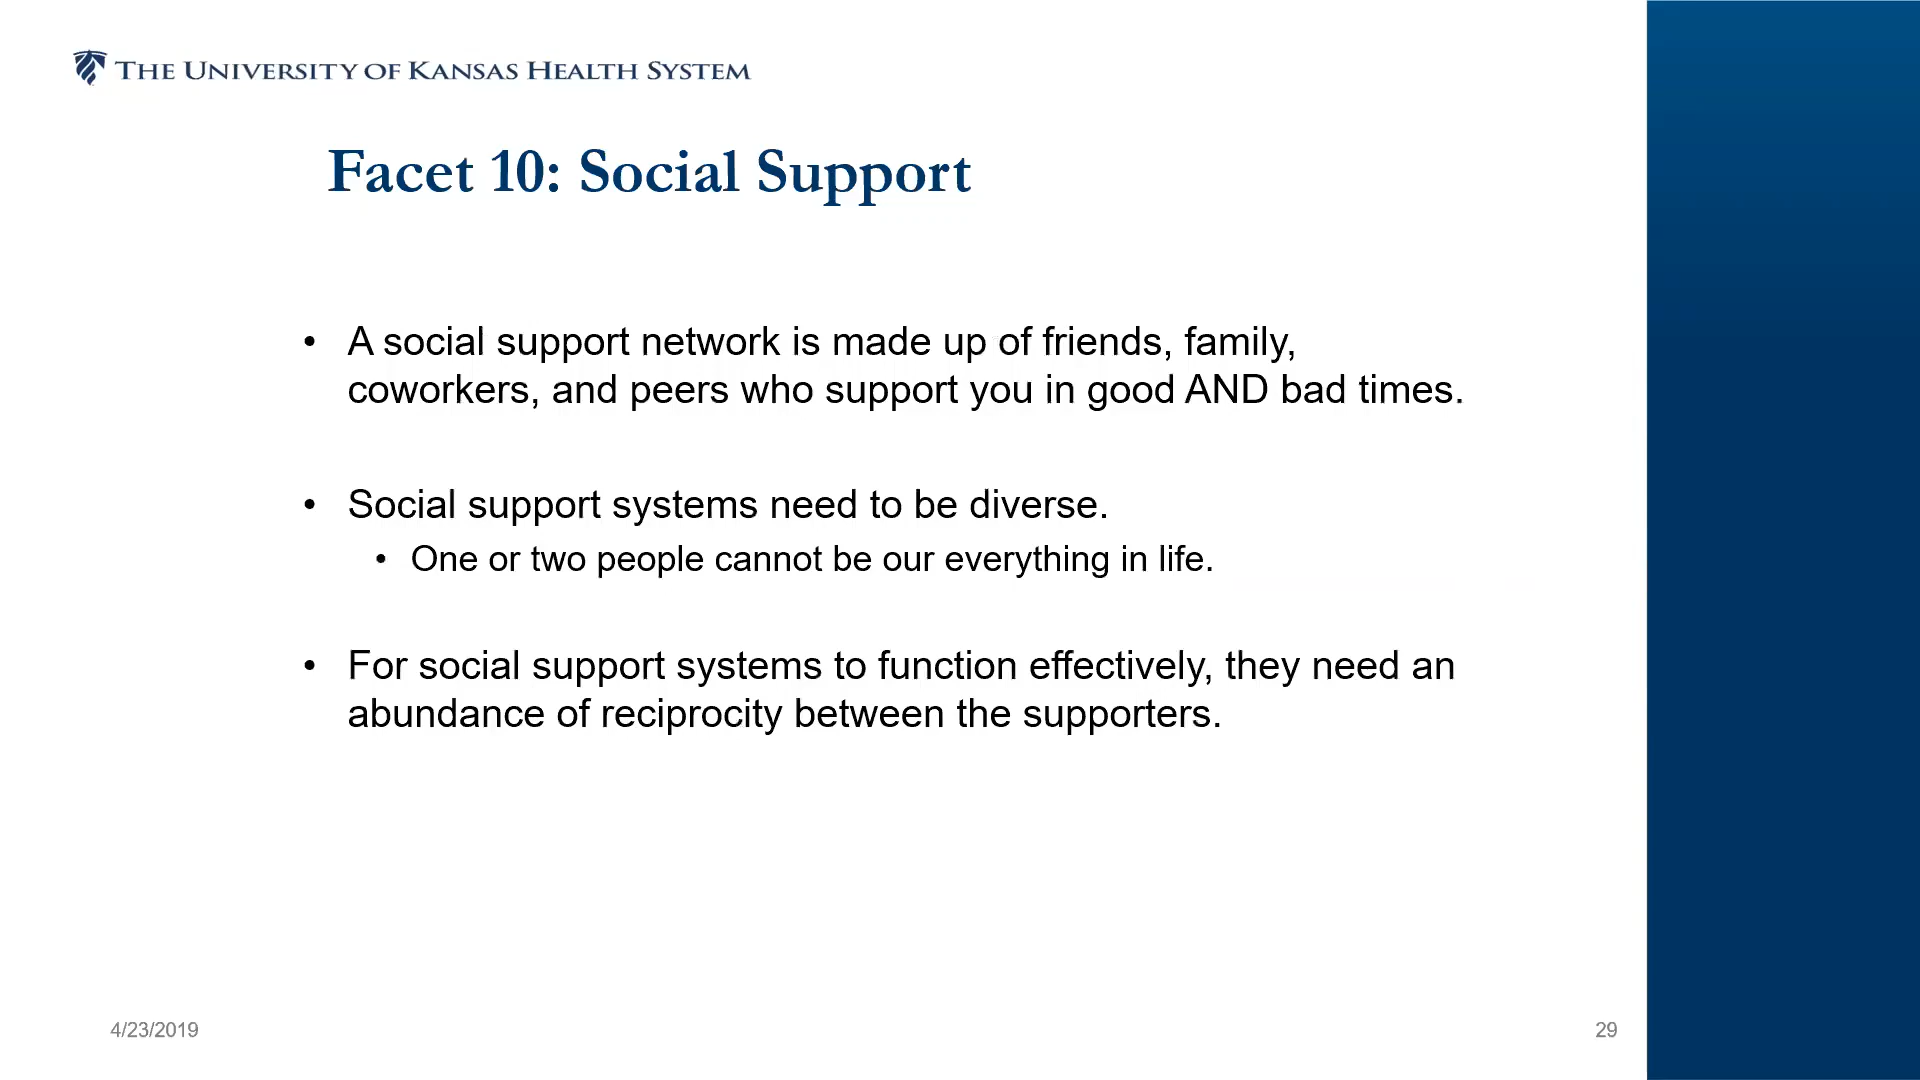 THE UNIVERSITY OF KANSAS HEALTH SYSTEM
Facet 10: Social Support
• A social support network is made up of friends, family,
coworkers, and peers who support you in good AND bad times.
• Social support systems need to be diverse.
• One or two people cannot be our everything in life.
• For social support systems to function effectively, they need an
abundance of reciprocity between the supporters.
4/23/2019
29